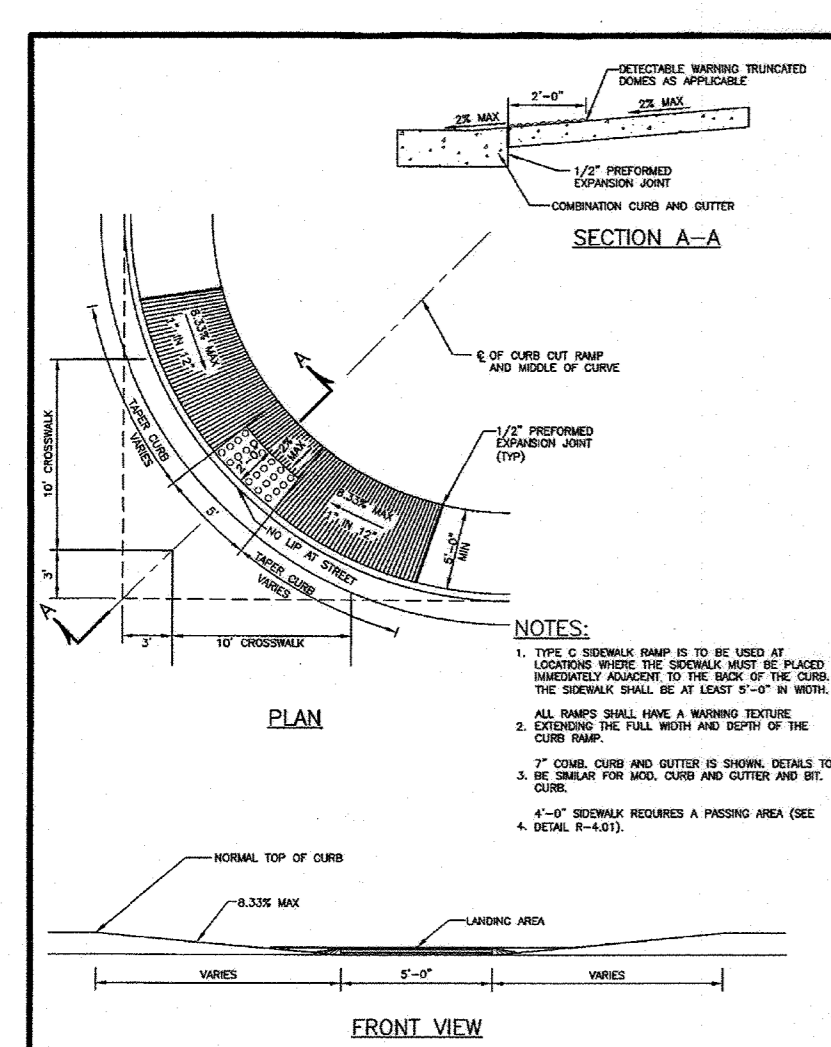 DETECTABLE WARNING TRUNCATED
DOMES AS APPLICABLE
2'-0"
2% MAX
2% MAX
1/2" PREFORMED
EXPANSION JOINT
COMBINATION CURB AND GUTTER
SECTION A-A
8.33% MAX
1" IN 12"
A
℄ OF CURB CUT RAMP
AND MIDDLE OF CURVE
1/2" PREFORMED
EXPANSION JOINT
(TYP)
10' CROSSWALK
TAPER CURB
VARIES
2'-0"
2%
MAX
8.33% MAX
1" IN 12"
5'
NO LIP AT STREET
TAPER CURB
VARIES
5'-0"
MIN
3'
A
3'
10' CROSSWALK
PLAN
NOTES:
1. TYPE C SIDEWALK RAMP IS TO BE USED AT
LOCATIONS WHERE THE SIDEWALK MUST BE PLACED
IMMEDIATELY ADJACENT TO THE BACK OF THE CURB.
THE SIDEWALK SHALL BE AT LEAST 5'-0" IN WIDTH.
ALL RAMPS SHALL HAVE A WARNING TEXTURE
2. EXTENDING THE FULL WIDTH AND DEPTH OF THE
CURB RAMP.
7" COMB. CURB AND GUTTER IS SHOWN. DETAILS TO
3. BE SIMILAR FOR MOD. CURB AND GUTTER AND BIT.
CURB.
4'-0" SIDEWALK REQUIRES A PASSING AREA (SEE
4. DETAIL R-4.01).
NORMAL TOP OF CURB
8.33% MAX
LANDING AREA
VARIES
5'-0"
VARIES
FRONT VIEW